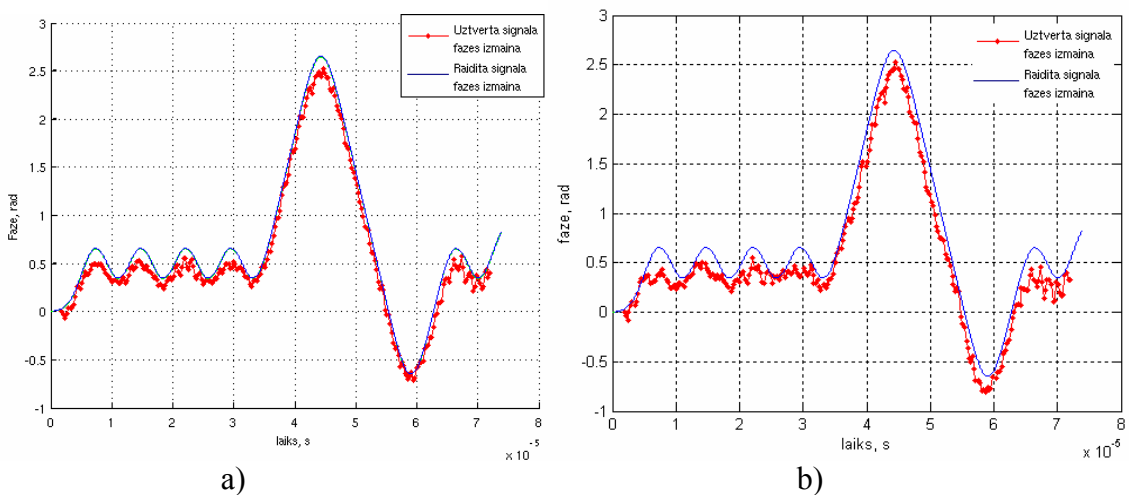 3
2.5
2
1.5
1
0.5
0
-0.5
-1
Faze, rad
Uztverta signala
fazes izmaina
Raidita signala
fazes izmaina
0 1 2 3 4 5 6 7 8
laiks, s
x 10 -5
a)
3
2.5
2
1.5
1
0.5
0
-0.5
-1
faze, rad
Uztverta signala
fazes izmaina
Raidita signala
fazes izmaina
0 1 2 3 4 5 6 7 8
laiks, s
x 10 -5
b)